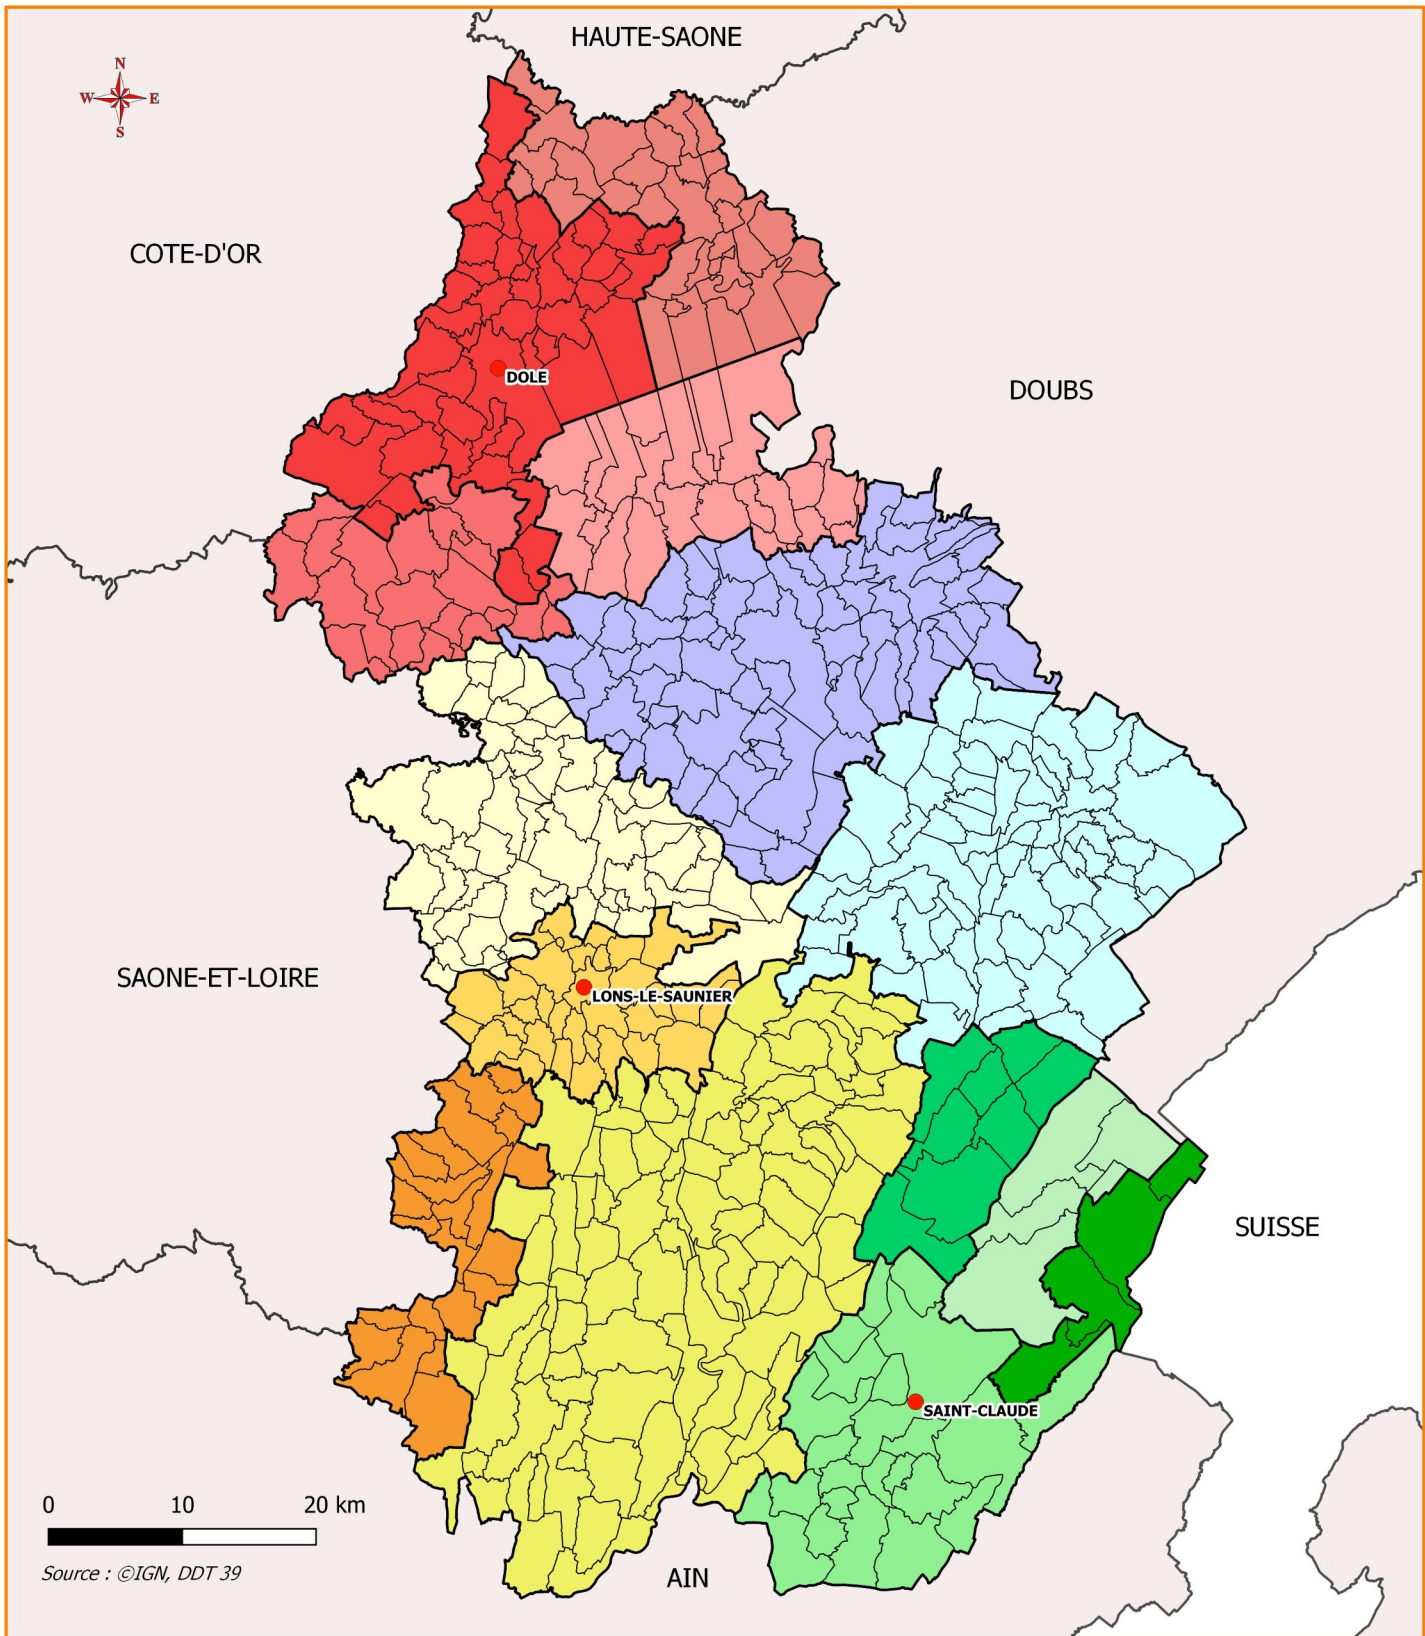 HAUTE-SAONE
N
W E
S
COTE-D'OR
DOLE
DOUBS
SAONE-ET-LOIRE
LONS-LE-SAUNIER
SUISSE
SAINT-CLAUDE
0 10 20 km
Source : ©IGN, DDT 39
AIN